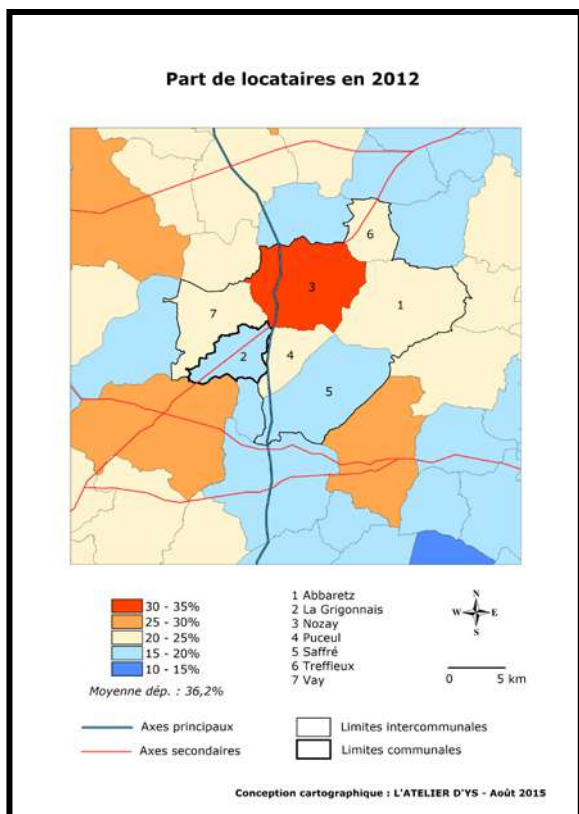 Part de locataires en 2012
6
3
1
7
2
4
5
30 - 35%
25 - 30%
20 - 25%
15 - 20%
10 - 15%
Moyenne dép. : 36,2%
1 Abbaretz
2 La Grigonnais
3 Nozay
4 Puceul
5 Saffré
6 Treffieux
7 Vay
N
W E
S
0 5 km
Axes principaux
Axes secondaires
Limites intercommunales
Limites communales
Conception cartographique : L'ATELIER D'YS - Août 2015